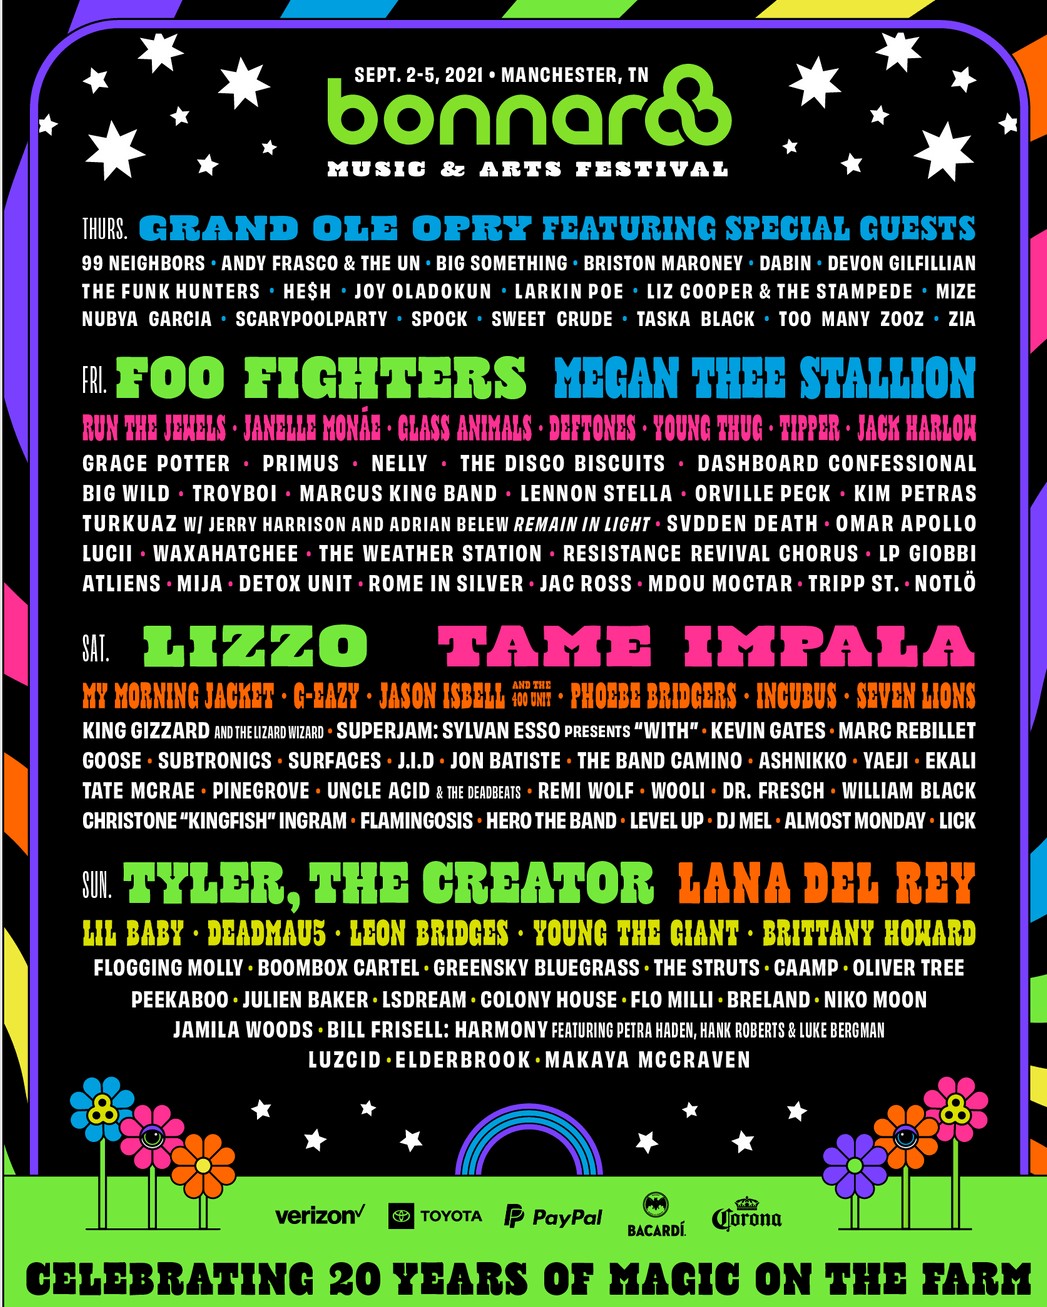 SEPT. 2-5, 2021 • MANCHESTER, TN
bonnaroo
MUSIC & ARTS FESTIVAL
THURS. GRAND OLE OPRY FEATURING SPECIAL GUESTS
99 NEIGHBORS • ANDY FRASCO & THE UN • BIG SOMETHING • BRISTON MARONEY • DABIN • DEVON GILFILLIAN
THE FUNK HUNTERS • HE$H • JOY OLADOKUN • LARKIN POE • LIZ COOPER & THE STAMPEDE • MIZE
NUBYA GARCIA • SCARYPOOLPARTY • SPOCK • SWEET CRUDE • TASKA BLACK • TOO MANY ZOOZ • ZIA
FRI. FOO FIGHTERS MEGAN THEE STALLION
RUN THE JEWELS • JANELLE MONÁE • GLASS ANIMALS • DEFTONES • YOUNG THUG • TIPPER • JACK HARLOW
GRACE POTTER • PRIMUS • NELLY • THE DISCO BISCUITS • DASHBOARD CONFESSIONAL
BIG WILD • TROYBOI • MARCUS KING BAND • LENNON STELLA • ORVILLE PECK • KIM PETRAS
TURKUAZ W/ JERRY HARRISON AND ADRIAN BELEW REMAIN IN LIGHT • SVDDEN DEATH • OMAR APOLLO
LUCII • WAXAHATCHEE • THE WEATHER STATION • RESISTANCE REVIVAL CHORUS • LP GIOBBI
ATLIENS • MIJA • DETOX UNIT • ROME IN SILVER • JAC ROSS • MDOU MOCTAR • TRIPP ST. • NOTLÖ
SAT. LIZZO TAME IMPALA
MY MORNING JACKET • G-EAZY • JASON ISBELL AND THE 400 UNIT • PHOEBE BRIDGERS • INCUBUS • SEVEN LIONS
KING GIZZARD AND THE LIZARD WIZARD • SUPERJAM: SYLVAN ESSO PRESENTS “WITH” • KEVIN GATES • MARC REBILLET
GOOSE • SUBTRONICS • SURFACES • J.I.D • JON BATISTE • THE BAND CAMINO • ASHNIKKO • YAEJI • EKALI
TATE MCRAE • PINEGROVE • UNCLE ACID & THE DEADBEATS • REMI WOLF • WOOLI • DR. FRESCH • WILLIAM BLACK
CHRISTONE “KINGFISH” INGRAM • FLAMINGOSIS • HERO THE BAND • LEVEL UP • DJ MEL • ALMOST MONDAY • LICK
SUN. TYLER, THE CREATOR LANA DEL REY
LIL BABY • DEADMAU5 • LEON BRIDGES • YOUNG THE GIANT • BRITTANY HOWARD
FLOGGING MOLLY • BOOMBOX CARTEL • GREENSKY BLUEGRASS • THE STRUTS • CAAMP • OLIVER TREE
PEEKABOO • JULIEN BAKER • LSDREAM • COLONY HOUSE • FLO MILLI • BRELAND • NIKO MOON
JAMILA WOODS • BILL FRISELL: HARMONY FEATURING PETRA HADEN, HANK ROBERTS & LUKE BERGMAN
LUZCID • ELDERBROOK • MAKAYA MCCRAVEN
verizon TOYOTA PayPal BACARDÍ. Corona
CELEBRATING 20 YEARS OF MAGIC ON THE FARM